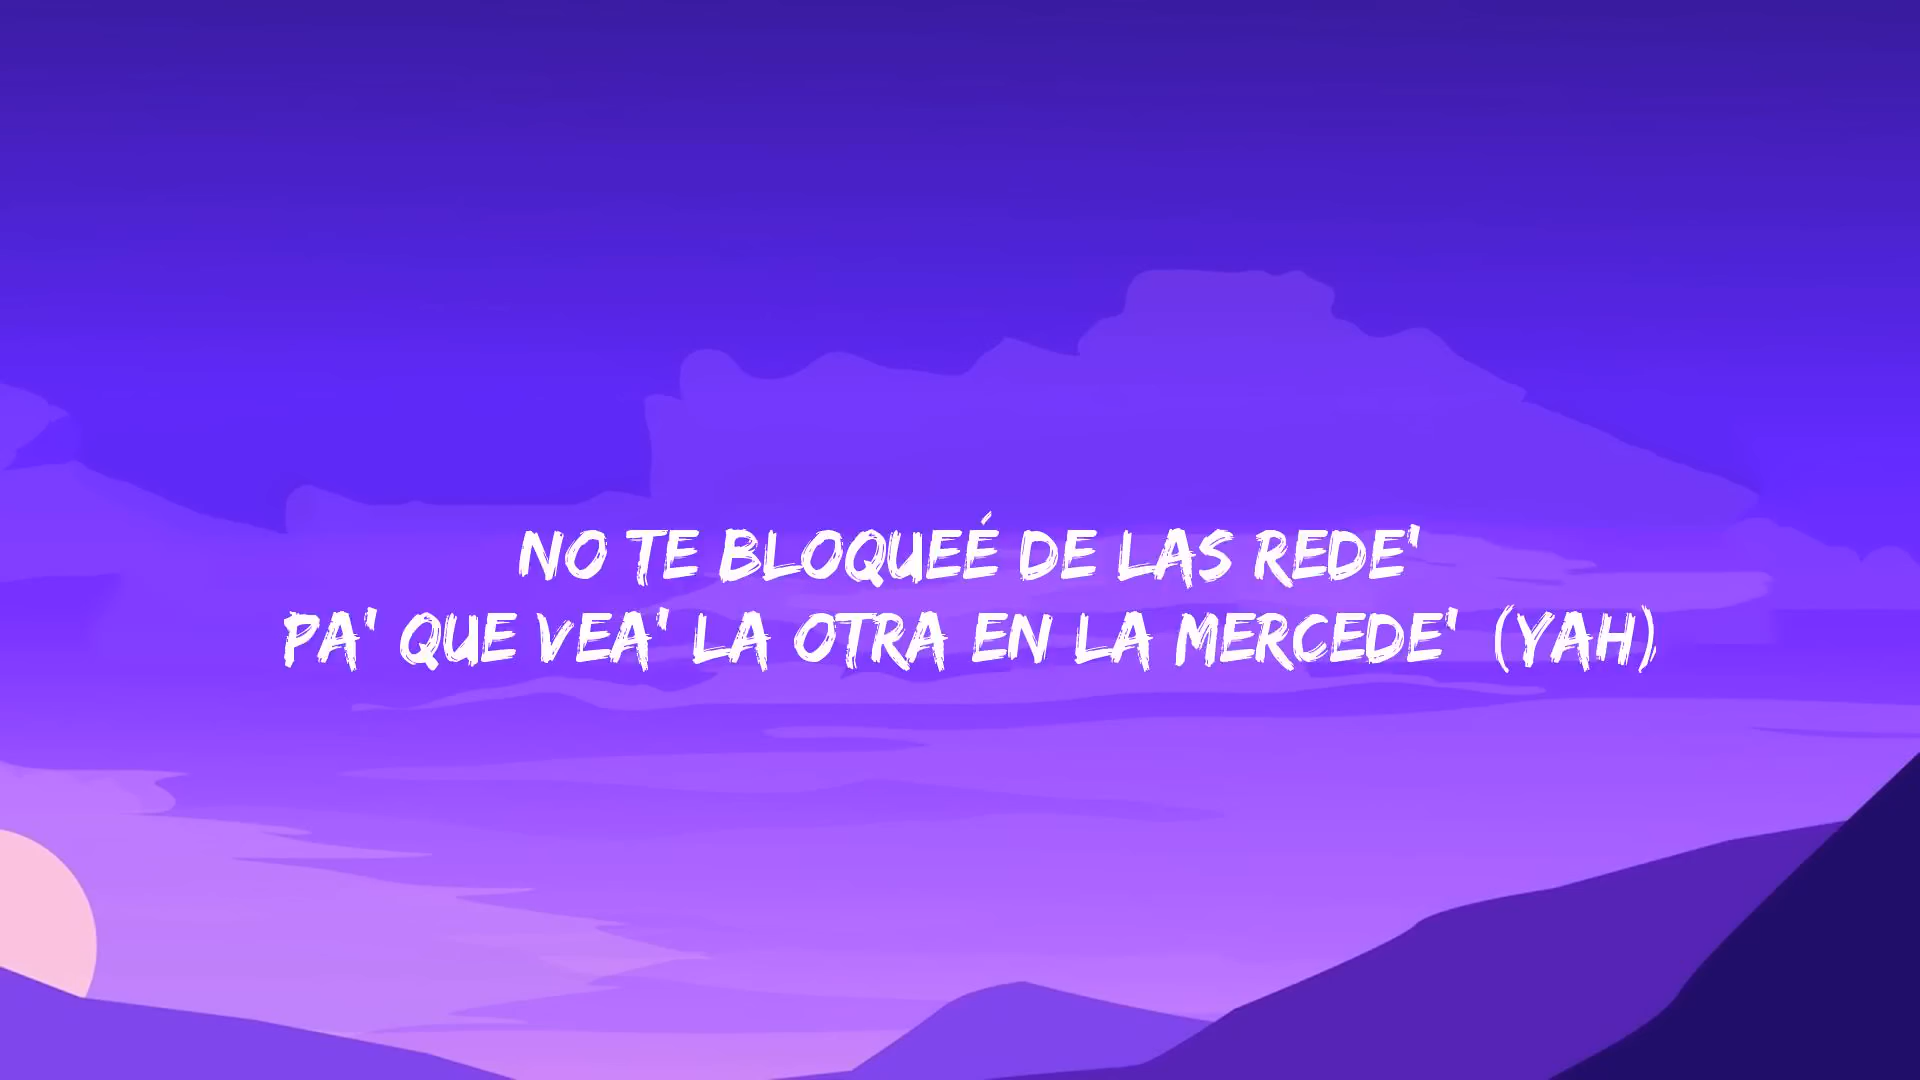 NO TE BLOQUEÉ DE LAS REDE'
PA' QUE VEA' LA OTRA EN LA MERCEDE' (YAH)